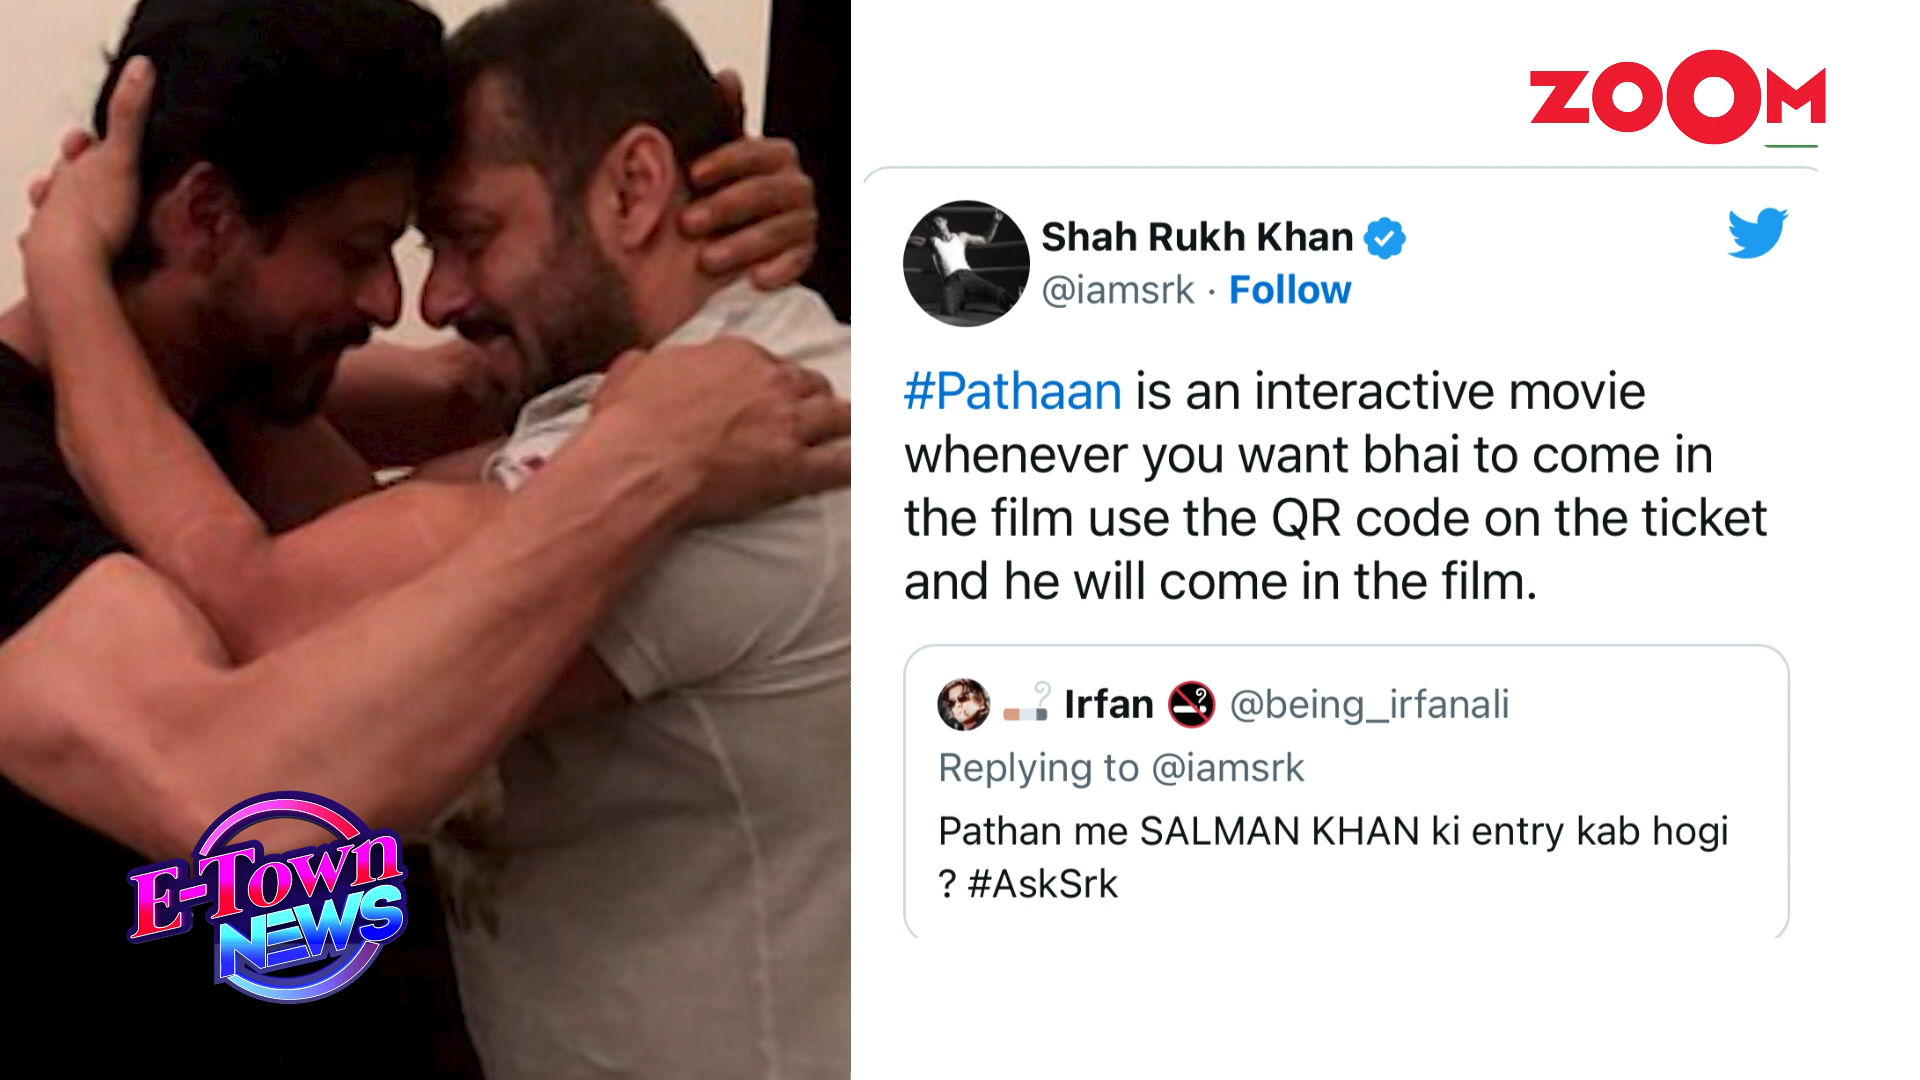 ZOOM
Shah Rukh Khan
@iamsrk · Follow
#Pathaan is an interactive movie
whenever you want bhai to come in
the film use the QR code on the ticket
and he will come in the film.
Irfan @being_irfanali
Replying to @iamsrk
Pathan me SALMAN KHAN ki entry kab hogi
? #AskSrk
E-TOWN
NEWS